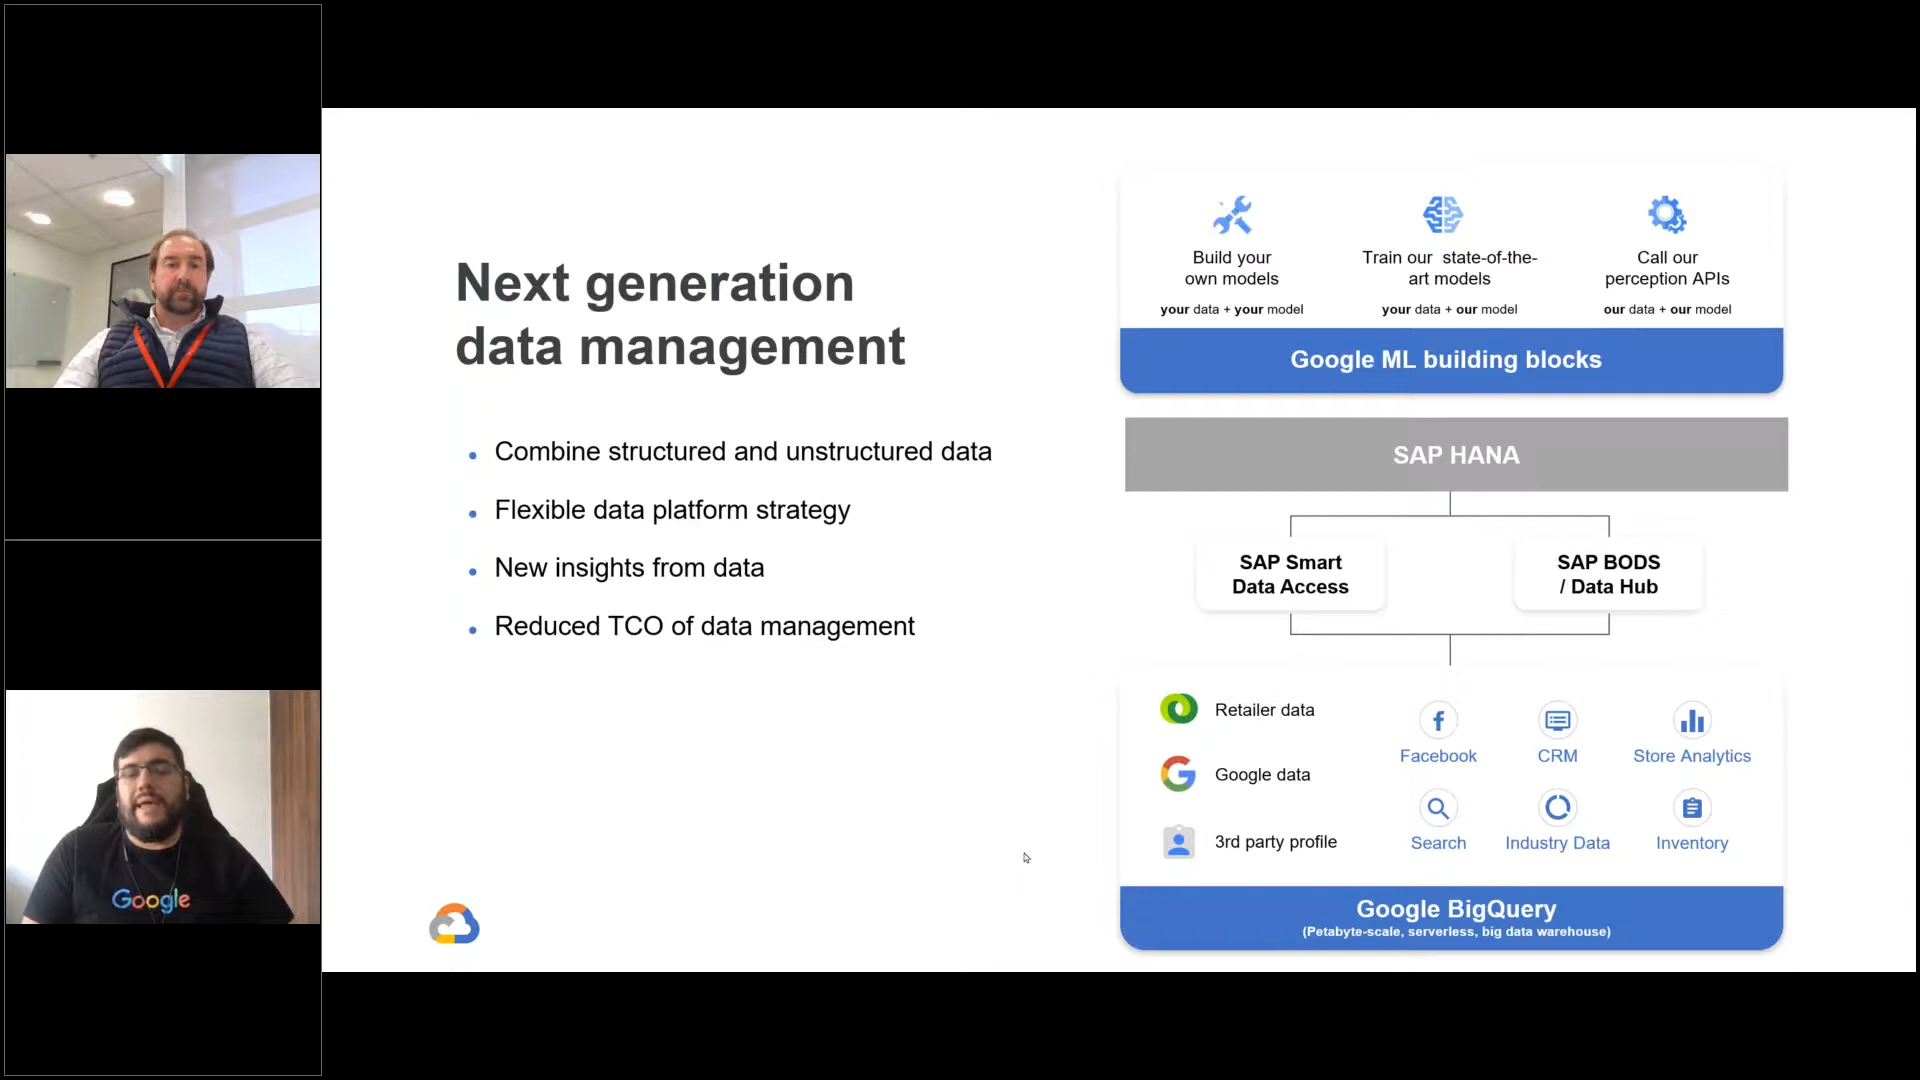 Next generation
data management
Combine structured and unstructured data
Flexible data platform strategy
New insights from data
Reduced TCO of data management
Build your
own models
your data + your model
Train our state-of-the-
art models
your data + our model
Call our
perception APIs
our data + our model
Google ML building blocks
SAP HANA
SAP Smart
Data Access
SAP BODS
/ Data Hub
Retailer data
Google data
3rd party profile
Facebook
CRM
Store Analytics
Search
Industry Data
Inventory
Google BigQuery
(Petabyte-scale, serverless, big data warehouse)
Google